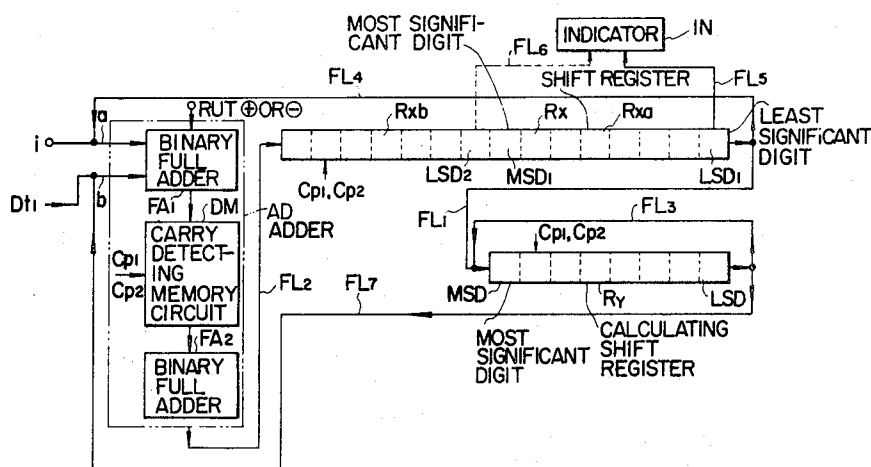 MOST SIGNIFI-
CANT DIGIT
FL6
INDICATOR
IN
FL4
SHIFT REGISTER
FL5
a
RUT ⊕ OR ⊖
Rxb
Rx
Rxa
LEAST
SIGNIFICANT
DIGIT
i
BINARY
FULL
ADDER
LSD2
MSD1
LSD1
Cp1, Cp2
Dt1
b
FA1
DM
AD
ADDER
FL1
FL3
CARRY
DETECT-
ING
MEMORY
CIRCUIT
Cp1
Cp2
Cp1, Cp2
FL2
FL7
MSD
RY
LSD
FA2
MOST
SIGNIFICANT
DIGIT
CALCULATING
SHIFT
REGISTER
BINARY
FULL
ADDER